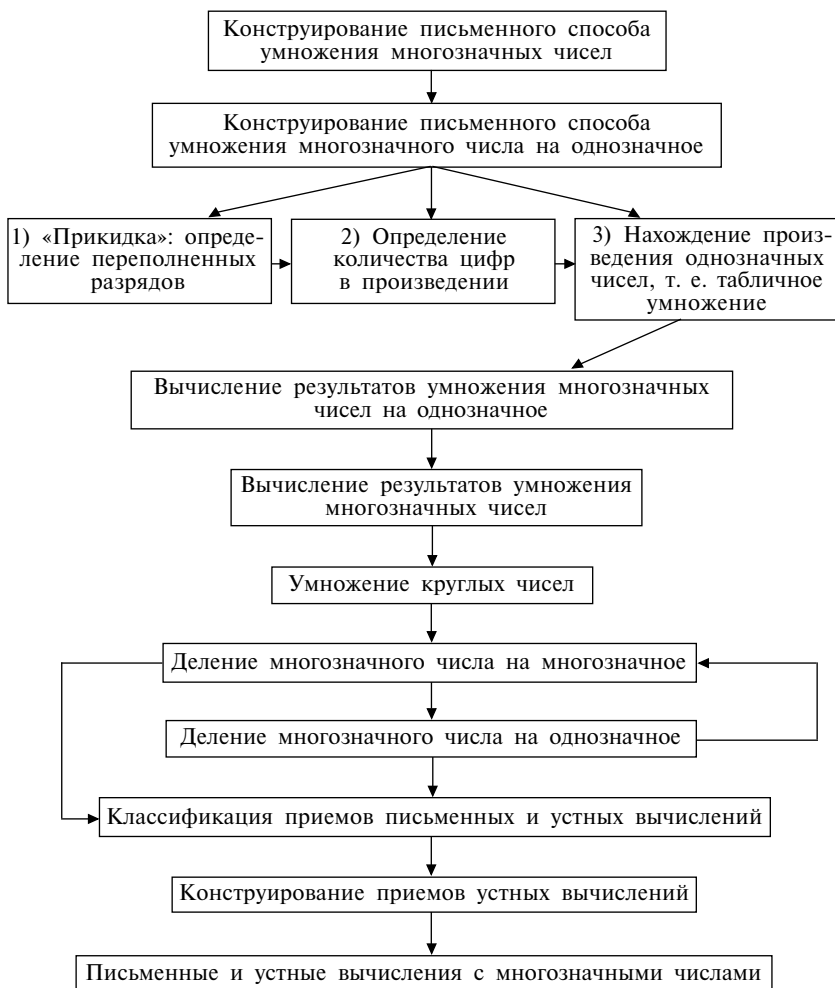 Конструирование письменного способа
умножения многозначных чисел
Конструирование письменного способа
умножения многозначного числа на однозначное
1) «Прикидка»: опреде-
ление переполненных
разрядов
2) Определение
количества цифр
в произведении
3) Нахождение произ-
ведения однозначных
чисел, т. е. табличное
умножение
Вычисление результатов умножения многозначных
чисел на однозначное
Вычисление результатов умножения
многозначных чисел
Умножение круглых чисел
Деление многозначного числа на многозначное
Деление многозначного числа на однозначное
Классификация приемов письменных и устных вычислений
Конструирование приемов устных вычислений
Письменные и устные вычисления с многозначными числами